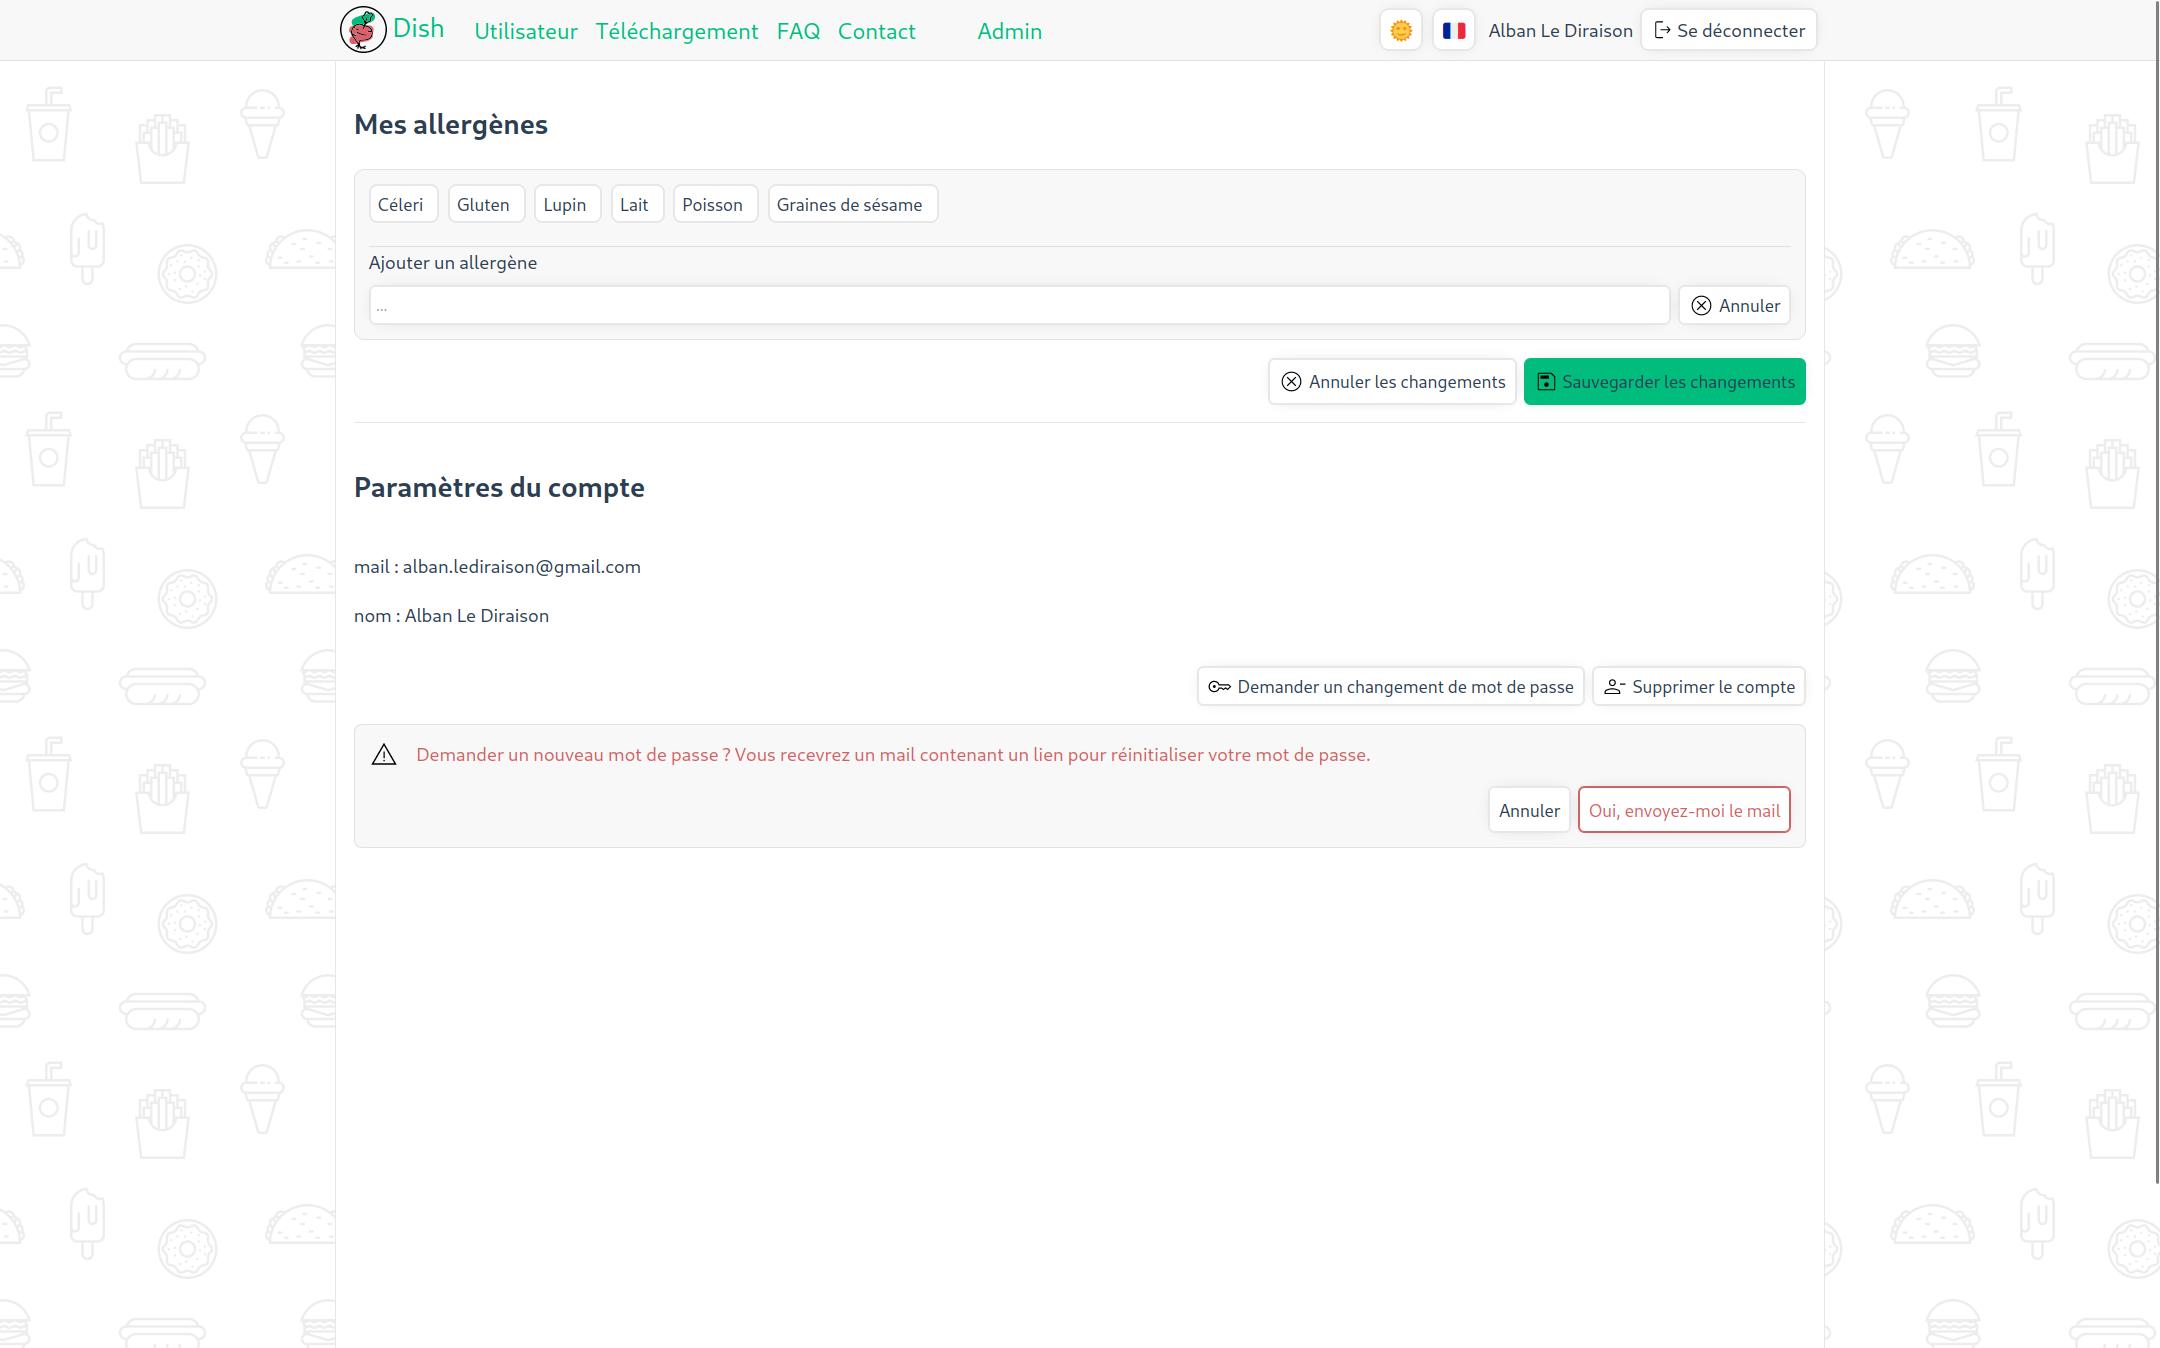 Dish Utilisateur Téléchargement FAQ Contact Admin Alban Le Diraison Se déconnecter
Mes allergènes
Céleri Gluten Lupin Lait Poisson Graines de sésame
Ajouter un allergène
... Annuler
Annuler les changements Sauvegarder les changements
Paramètres du compte
mail : alban.lediraison@gmail.com
nom : Alban Le Diraison
Demander un changement de mot de passe Supprimer le compte
Demander un nouveau mot de passe ? Vous recevrez un mail contenant un lien pour réinitialiser votre mot de passe.
Annuler Oui, envoyez-moi le mail